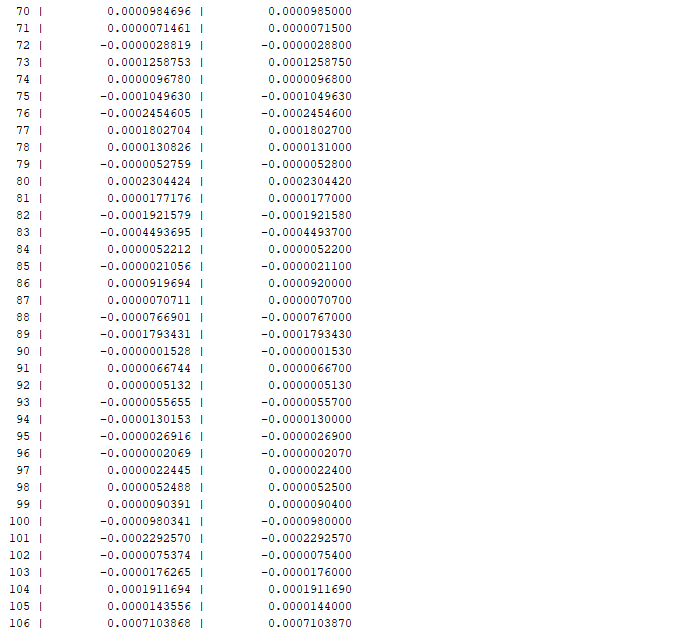 70 | 0.0000984696 | 0.0000985000
71 | 0.0000071461 | 0.0000071500
72 | -0.0000028819 | -0.0000028800
73 | 0.0001258753 | 0.0001258750
74 | 0.0000096780 | 0.0000096800
75 | -0.0001049630 | -0.0001049630
76 | -0.0002454605 | -0.0002454600
77 | 0.0001802704 | 0.0001802700
78 | 0.0000130826 | 0.0000131000
79 | -0.0000052759 | -0.0000052800
80 | 0.0002304424 | 0.0002304420
81 | 0.0000177176 | 0.0000177000
82 | -0.0001921579 | -0.0001921580
83 | -0.0004493695 | -0.0004493700
84 | 0.0000052212 | 0.0000052200
85 | -0.0000021056 | -0.0000021100
86 | 0.0000919694 | 0.0000920000
87 | 0.0000070711 | 0.0000070700
88 | -0.0000766901 | -0.0000767000
89 | -0.0001793431 | -0.0001793430
90 | -0.0000001528 | -0.0000001530
91 | 0.0000066744 | 0.0000066700
92 | 0.0000005132 | 0.0000005130
93 | -0.0000055655 | -0.0000055700
94 | -0.0000130153 | -0.0000130000
95 | -0.0000026916 | -0.0000026900
96 | -0.0000002069 | -0.0000002070
97 | 0.0000022445 | 0.0000022400
98 | 0.0000052488 | 0.0000052500
99 | 0.0000090391 | 0.0000090400
100 | -0.0000980341 | -0.0000980000
101 | -0.0002292570 | -0.0002292570
102 | -0.0000075374 | -0.0000075400
103 | -0.0000176265 | -0.0000176000
104 | 0.0001911694 | 0.0001911690
105 | 0.0000143556 | 0.0000144000
106 | 0.0007103868 | 0.0007103870